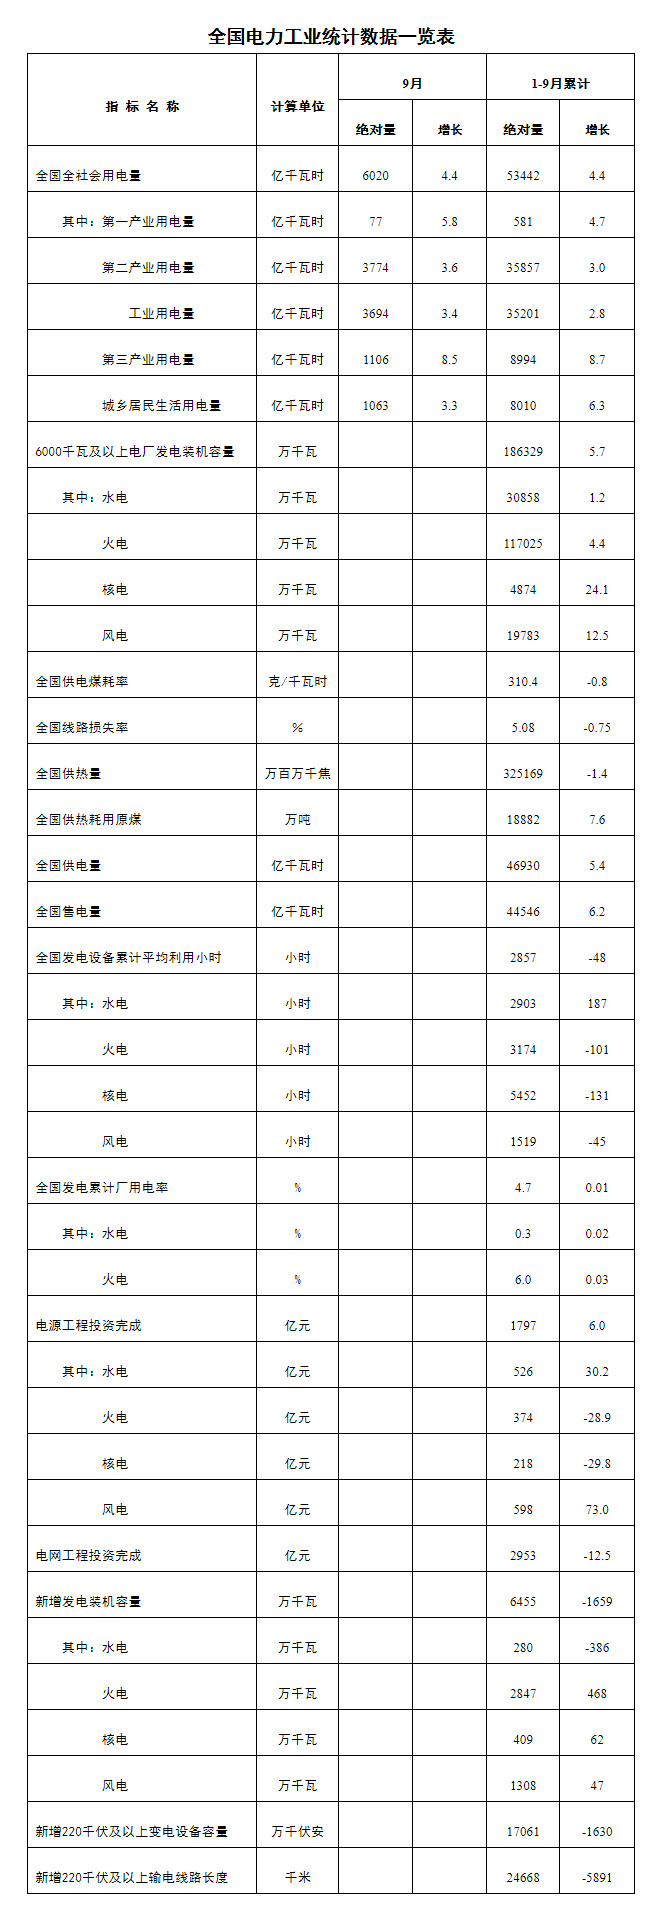 全国电力工业统计数据一览表
指 标 名 称 计算单位 9月 1-9月累计
绝对量 增长 绝对量 增长
全国全社会用电量 亿千瓦时 6020 4.4 53442 4.4
其中：第一产业用电量 亿千瓦时 77 5.8 581 4.7
第二产业用电量 亿千瓦时 3774 3.6 35857 3.0
工业用电量 亿千瓦时 3694 3.4 35201 2.8
第三产业用电量 亿千瓦时 1106 8.5 8994 8.7
城乡居民生活用电量 亿千瓦时 1063 3.3 8010 6.3
6000千瓦及以上电厂发电装机容量 万千瓦 186329 5.7
其中：水电 万千瓦 30858 1.2
火电 万千瓦 117025 4.4
核电 万千瓦 4874 24.1
风电 万千瓦 19783 12.5
全国供电煤耗率 克/千瓦时 310.4 -0.8
全国线路损失率 % 5.08 -0.75
全国供热量 万百万千焦 325169 -1.4
全国供热耗用原煤 万吨 18882 7.6
全国供电量 亿千瓦时 46930 5.4
全国售电量 亿千瓦时 44546 6.2
全国发电设备累计平均利用小时 小时 2857 -48
其中：水电 小时 2903 187
火电 小时 3174 -101
核电 小时 5452 -131
风电 小时 1519 -45
全国发电累计厂用电率 % 4.7 0.01
其中：水电 % 0.3 0.02
火电 % 6.0 0.03
电源工程投资完成 亿元 1797 6.0
其中：水电 亿元 526 30.2
火电 亿元 374 -28.9
核电 亿元 218 -29.8
风电 亿元 598 73.0
电网工程投资完成 亿元 2953 -12.5
新增发电装机容量 万千瓦 6455 -1659
其中：水电 万千瓦 280 -386
火电 万千瓦 2847 468
核电 万千瓦 409 62
风电 万千瓦 1308 47
新增220千伏及以上变电设备容量 万千伏安 17061 -1630
新增220千伏及以上输电线路长度 千米 24668 -5891